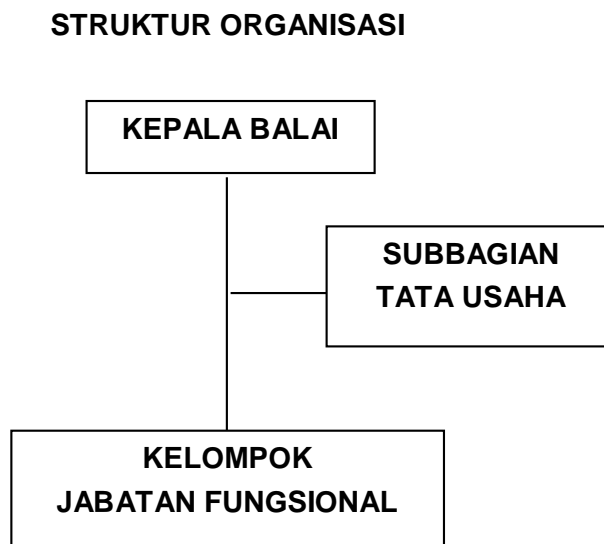 STRUKTUR ORGANISASI
KEPALA BALAI
SUBBAGIAN
TATA USAHA
KELOMPOK
JABATAN FUNGSIONAL